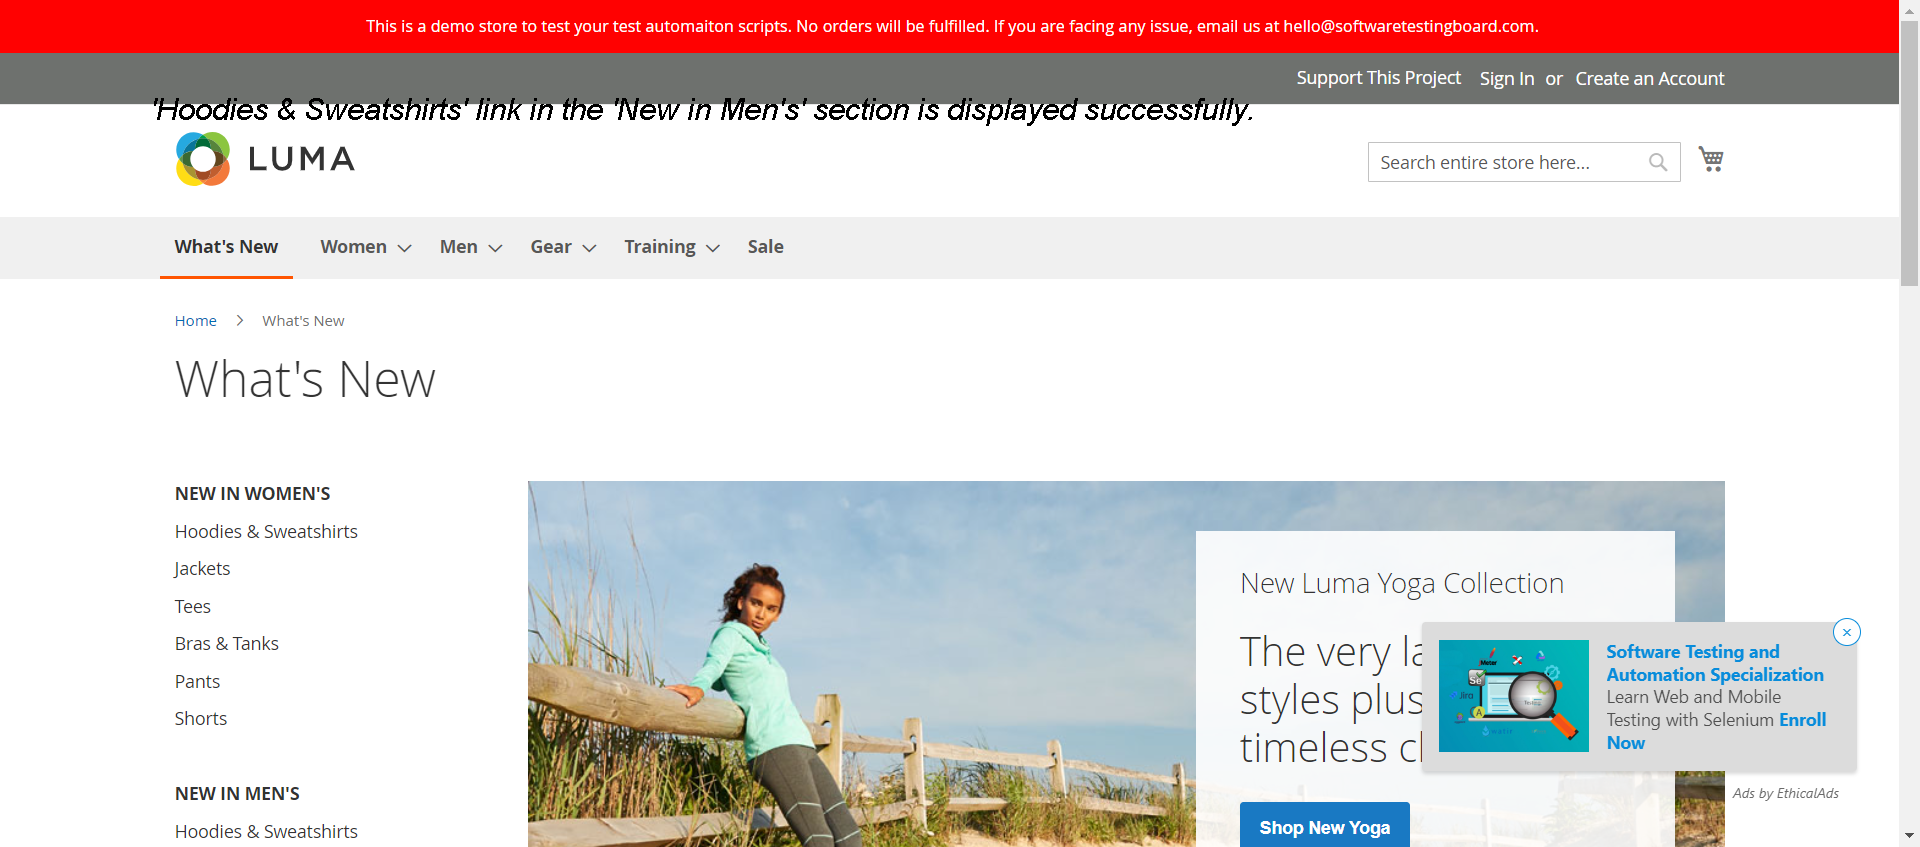 This is a demo store to test your test automaiton scripts. No orders will be fulfilled. If you are facing any issue, email us at hello@softwaretestingboard.com.
Support This Project Sign In or Create an Account
'Hoodies & Sweatshirts' link in the 'New in Men's' section is displayed successfully.
LUMA
Search entire store here...
What's New Women Men Gear Training Sale
Home > What's New
What's New
NEW IN WOMEN'S
Hoodies & Sweatshirts
Jackets
Tees
Bras & Tanks
Pants
Shorts
NEW IN MEN'S
Hoodies & Sweatshirts
New Luma Yoga Collection
The very la
styles plus
timeless cl
Shop New Yoga
Meter
Se
Jira
Software Testing and
Automation Specialization
Learn Web and Mobile
Testing with Selenium Enroll
Now
Ads by EthicalAds